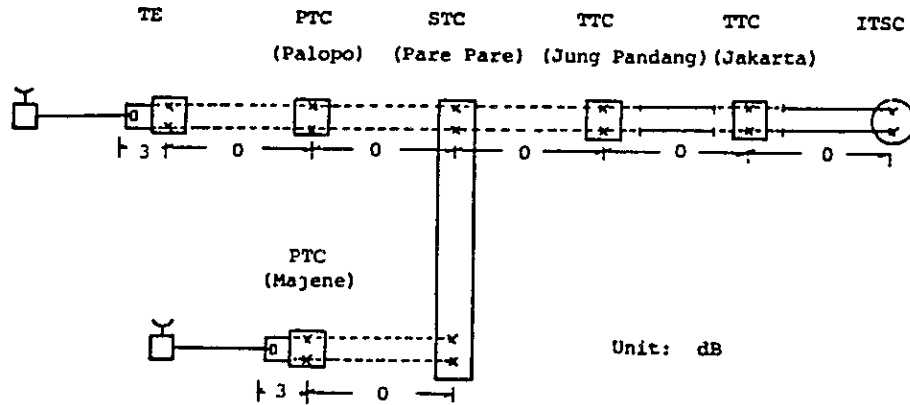 TE PTC STC TTC TTC ITSC
(Palopo) (Pare Pare) (Jung Pandang) (Jakarta)
3 0 0 0 0 0
PTC
(Majene)
Unit: dB
3 0